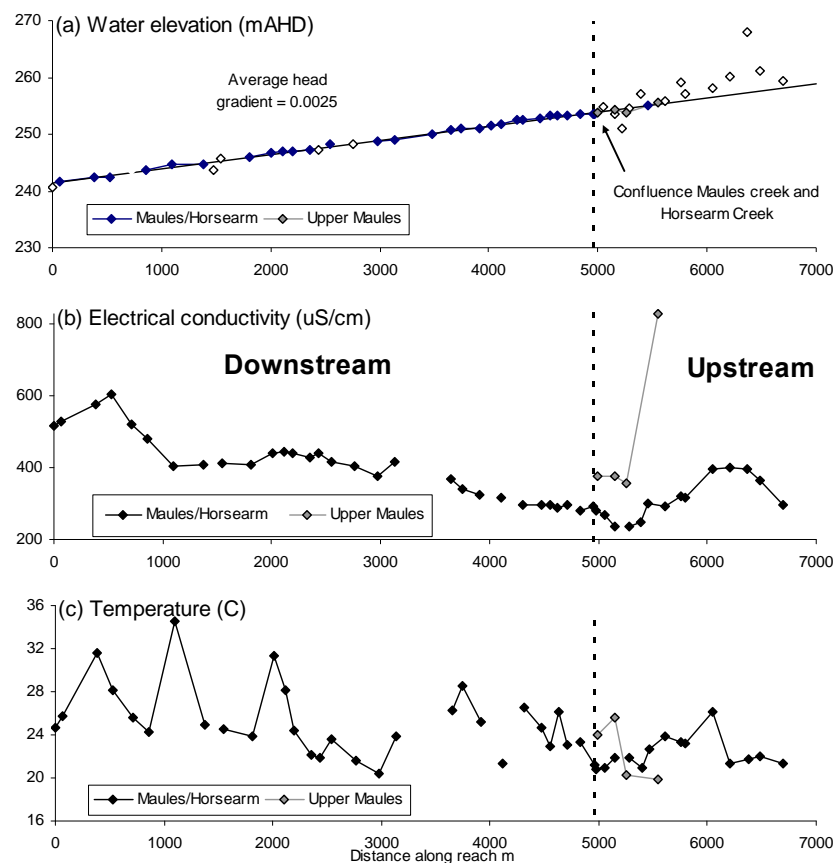 (a) Water elevation (mAHD)
270
260
250
240
230
Average head
gradient = 0.0025
Confluence Maules creek and
Horsearm Creek
Maules/Horsearm Upper Maules
0 1000 2000 3000 4000 5000 6000 7000
(b) Electrical conductivity (uS/cm)
800
600
400
200
Downstream Upstream
Maules/Horsearm Upper Maules
0 1000 2000 3000 4000 5000 6000 7000
(c) Temperature (C)
36
32
28
24
20
16
Maules/Horsearm Upper Maules
0 1000 2000 3000 4000 5000 6000 7000
Distance along reach m